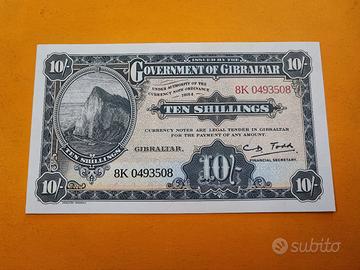 10/-
ISSUED BY THE
10/-
GOVERNMENT OF GIBRALTAR
UNDER AUTHORITY OF THE
CURRENCY NOTE ORDINANCE
1914
8K 0493508
TEN SHILLINGS
CURRENCY NOTES ARE LEGAL TENDER IN GIBRALTAR
FOR THE PAYMENT OF ANY AMOUNT.
TEN SHILLINGS
GIBRALTAR,
10/-
C D Todd
FINANCIAL SECRETARY.
8K 0493508
10/-
10/-
subito